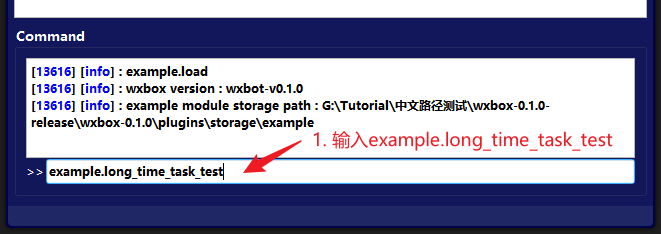 Command
[13616] [info] : example.load
[13616] [info] : wxbox version : wxbot-v0.1.0
[13616] [info] : example module storage path : G:\Tutorial\中文路径测试\wxbox-0.1.0-
release\wxbox-0.1.0\plugins\storage\example
1. 输入example.long_time_task_test
>> example.long_time_task_test